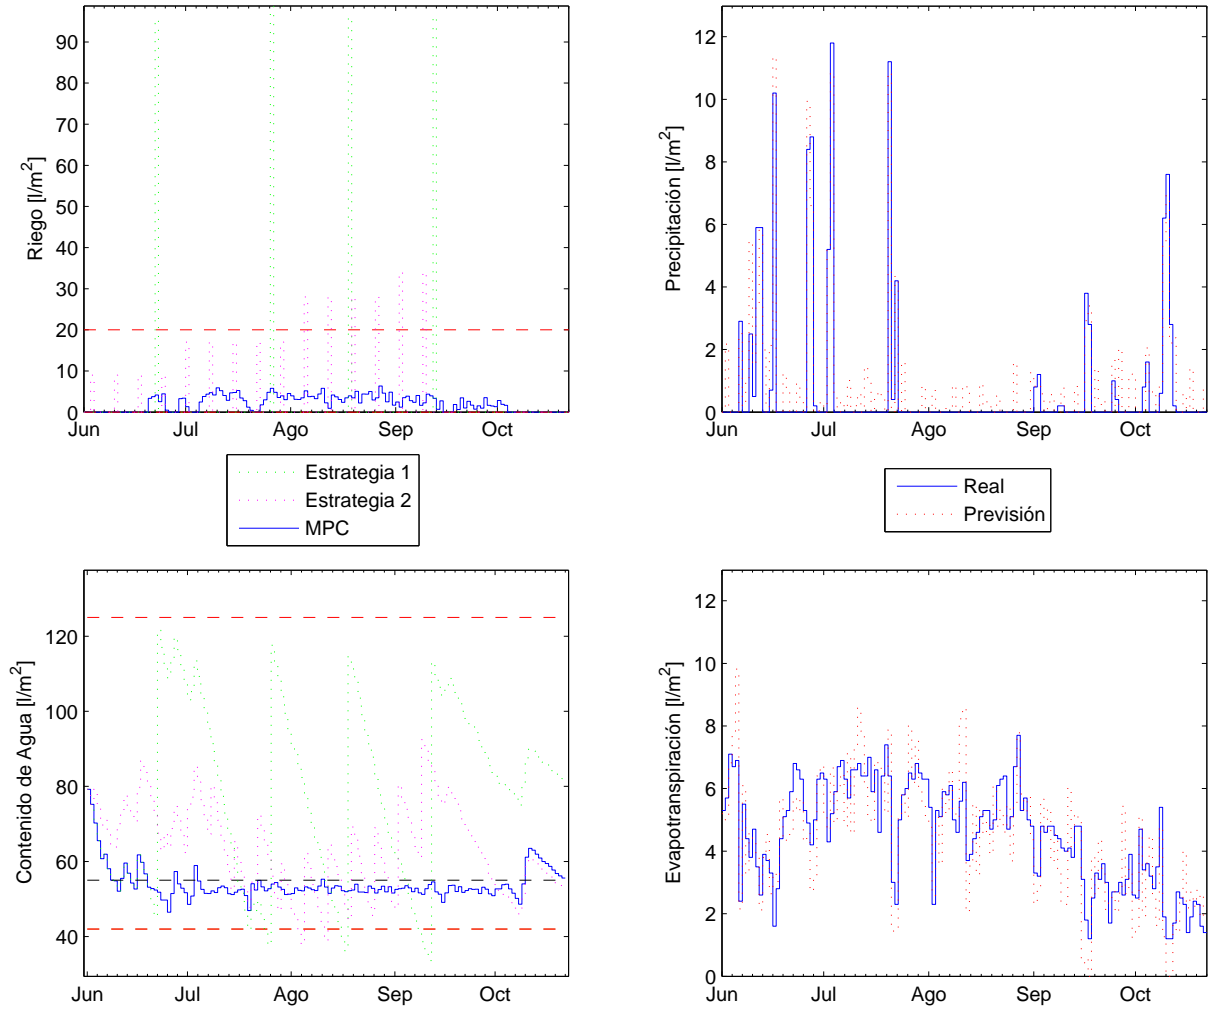 Riego [l/m2]
90
80
70
60
50
40
30
20
10
0
Jun Jul Ago Sep Oct
Precipitación [l/m2]
12
10
8
6
4
2
0
Jun Jul Ago Sep Oct
Estrategia 1
Estrategia 2
MPC
Real
Previsión
Contenido de Agua [l/m2]
120
100
80
60
40
Jun Jul Ago Sep Oct
Evapotranspiración [l/m2]
12
10
8
6
4
2
0
Jun Jul Ago Sep Oct